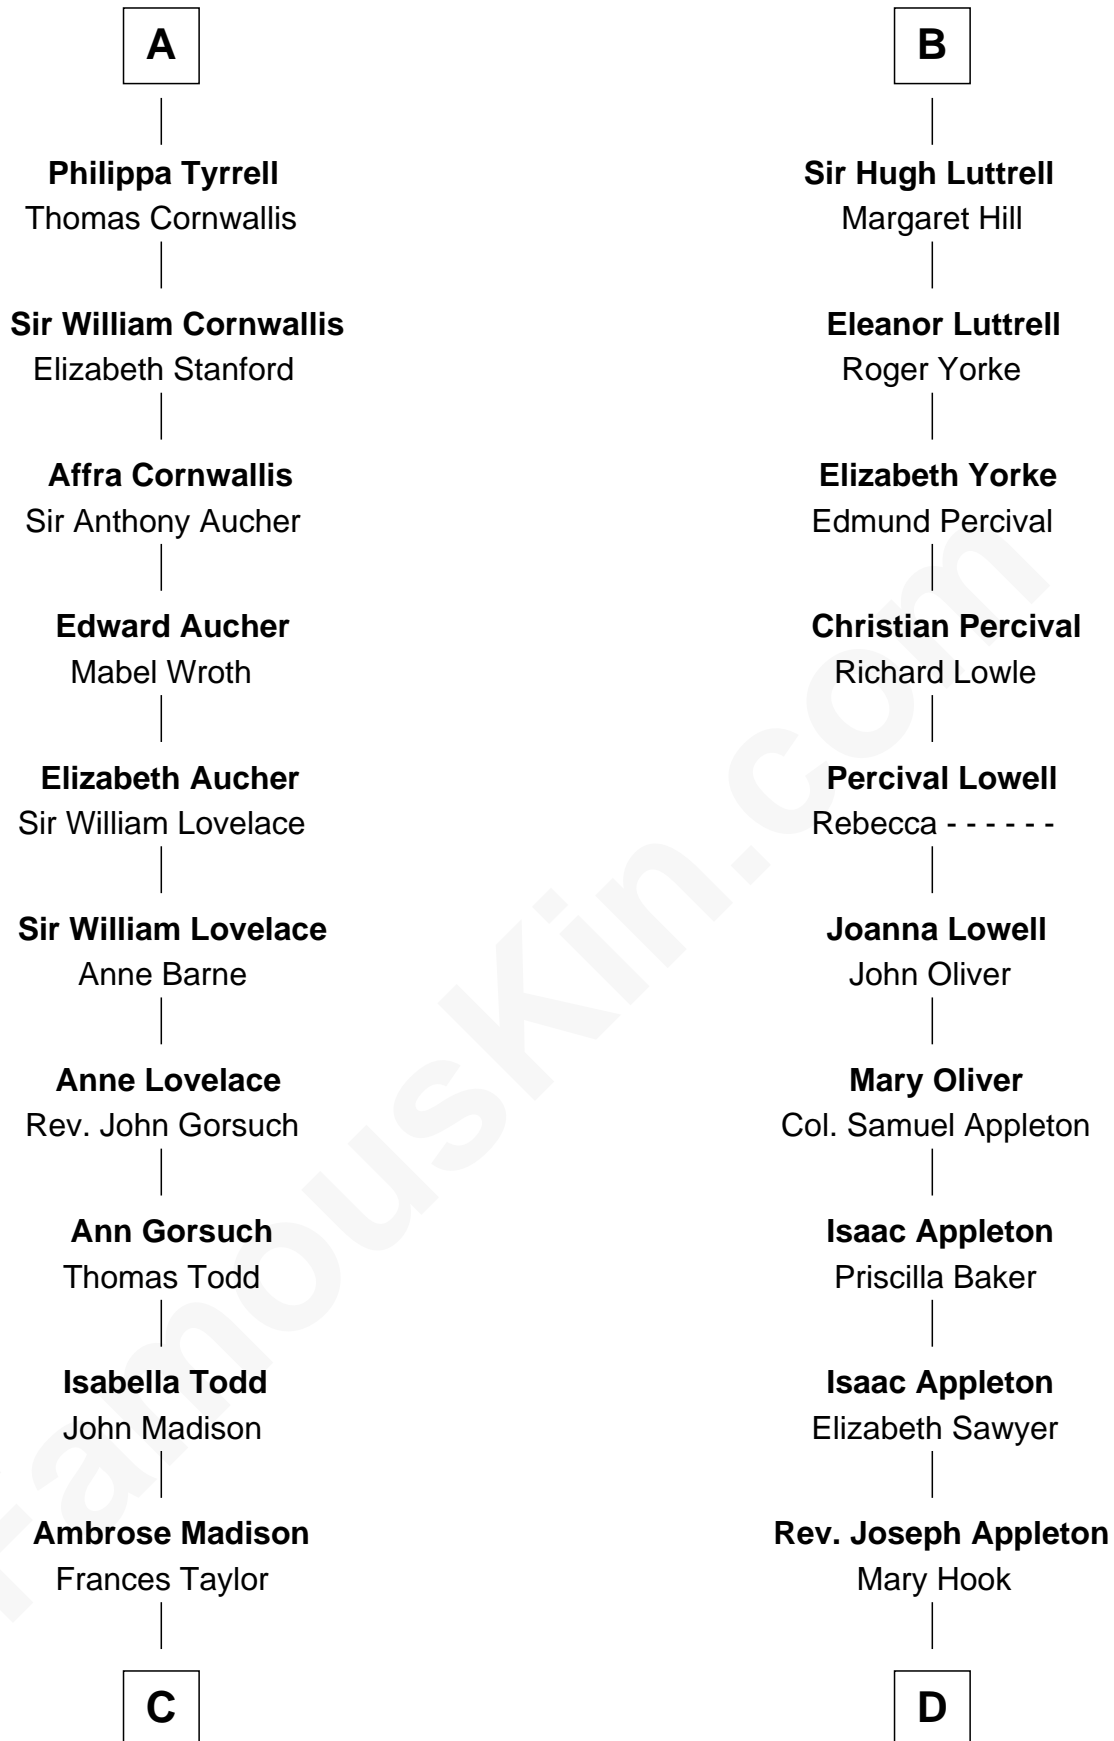 A
Philippa Tyrrell
Thomas Cornwallis
Sir William Cornwallis
Elizabeth Stanford
Affra Cornwallis
Sir Anthony Aucher
Edward Aucher
Mabel Wroth
Elizabeth Aucher
Sir William Lovelace
Sir William Lovelace
Anne Barne
Anne Lovelace
Rev. John Gorsuch
Ann Gorsuch
Thomas Todd
Isabella Todd
John Madison
Ambrose Madison
Frances Taylor
C
B
Sir Hugh Luttrell
Margaret Hill
Eleanor Luttrell
Roger Yorke
Elizabeth Yorke
Edmund Percival
Christian Percival
Richard Lowle
Percival Lowell
Rebecca - - - - - -
Joanna Lowell
John Oliver
Mary Oliver
Col. Samuel Appleton
Isaac Appleton
Priscilla Baker
Isaac Appleton
Elizabeth Sawyer
Rev. Joseph Appleton
Mary Hook
D
FamousKin.com